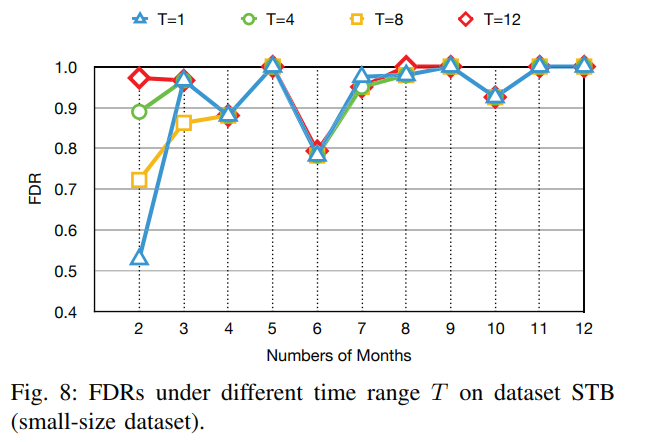 T=1 T=4 T=8 T=12
1.0
0.9
0.8
0.7
0.6
0.5
0.4
FDR
2 3 4 5 6 7 8 9 10 11 12
Numbers of Months
Fig. 8: FDRs under different time range T on dataset STB
(small-size dataset).